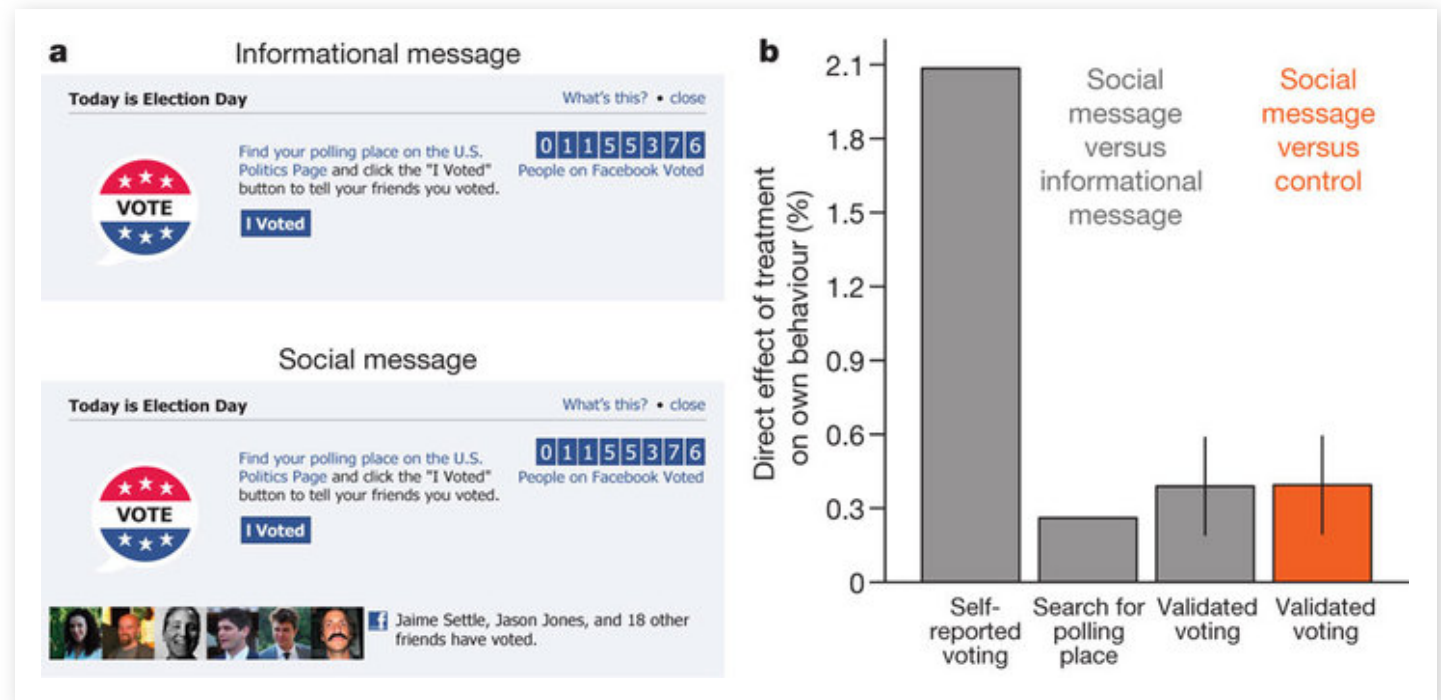 a
Informational message
Today is Election Day
What's this? • close
Find your polling place on the U.S.
Politics Page and click the "I Voted"
button to tell your friends you voted.
I Voted
0 1 1 5 5 3 7 6
People on Facebook Voted
VOTE
Social message
Today is Election Day
What's this? • close
Find your polling place on the U.S.
Politics Page and click the "I Voted"
button to tell your friends you voted.
I Voted
0 1 1 5 5 3 7 6
People on Facebook Voted
VOTE
f Jaime Settle, Jason Jones, and 18 other
friends have voted.
b
Direct effect of treatment
on own behaviour (%)
2.1
1.8
1.5
1.2
0.9
0.6
0.3
0
Social
message
versus
informational
message
Social
message
versus
control
Self-
reported
voting
Search for
polling
place
Validated
voting
Validated
voting